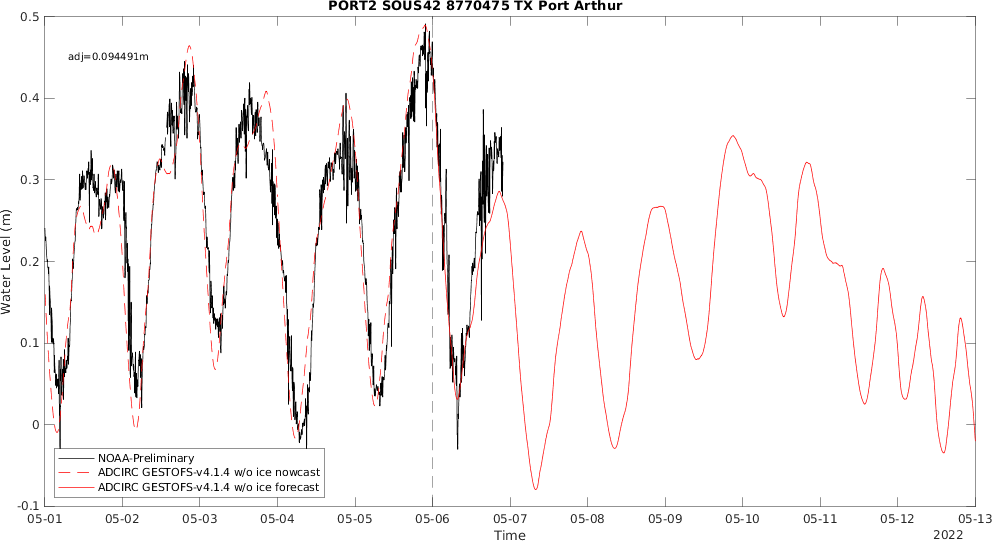 PORT2 SOUS42 8770475 TX Port Arthur
adj=0.094491m
0.5
0.4
0.3
0.2
0.1
0
-0.1
Water Level (m)
NOAA-Preliminary
ADCIRC GESTOFS-v4.1.4 w/o ice nowcast
ADCIRC GESTOFS-v4.1.4 w/o ice forecast
05-01 05-02 05-03 05-04 05-05 05-06 05-07 05-08 05-09 05-10 05-11 05-12 05-13
Time
2022